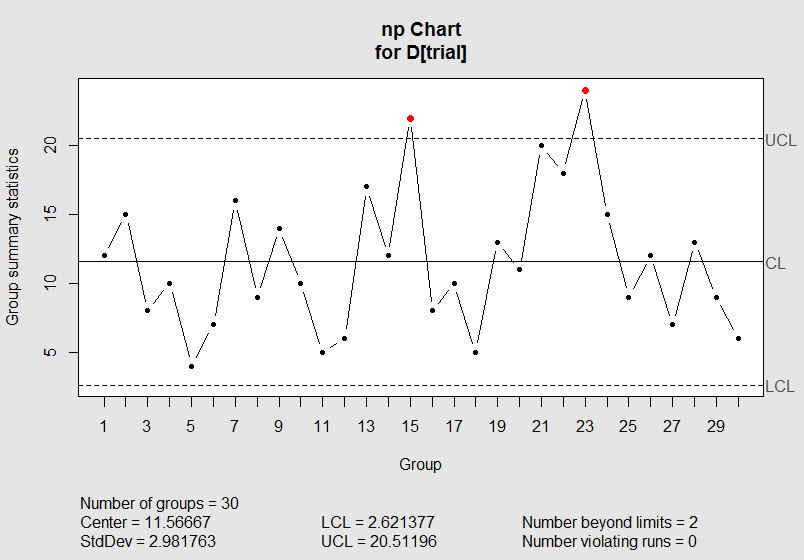 np Chart
for D[trial]
Group summary statistics
20
15
10
5
UCL
CL
LCL
1 3 5 7 9 11 13 15 17 19 21 23 25 27 29
Group
Number of groups = 30
Center = 11.56667 LCL = 2.621377 Number beyond limits = 2
StdDev = 2.981763 UCL = 20.51196 Number violating runs = 0